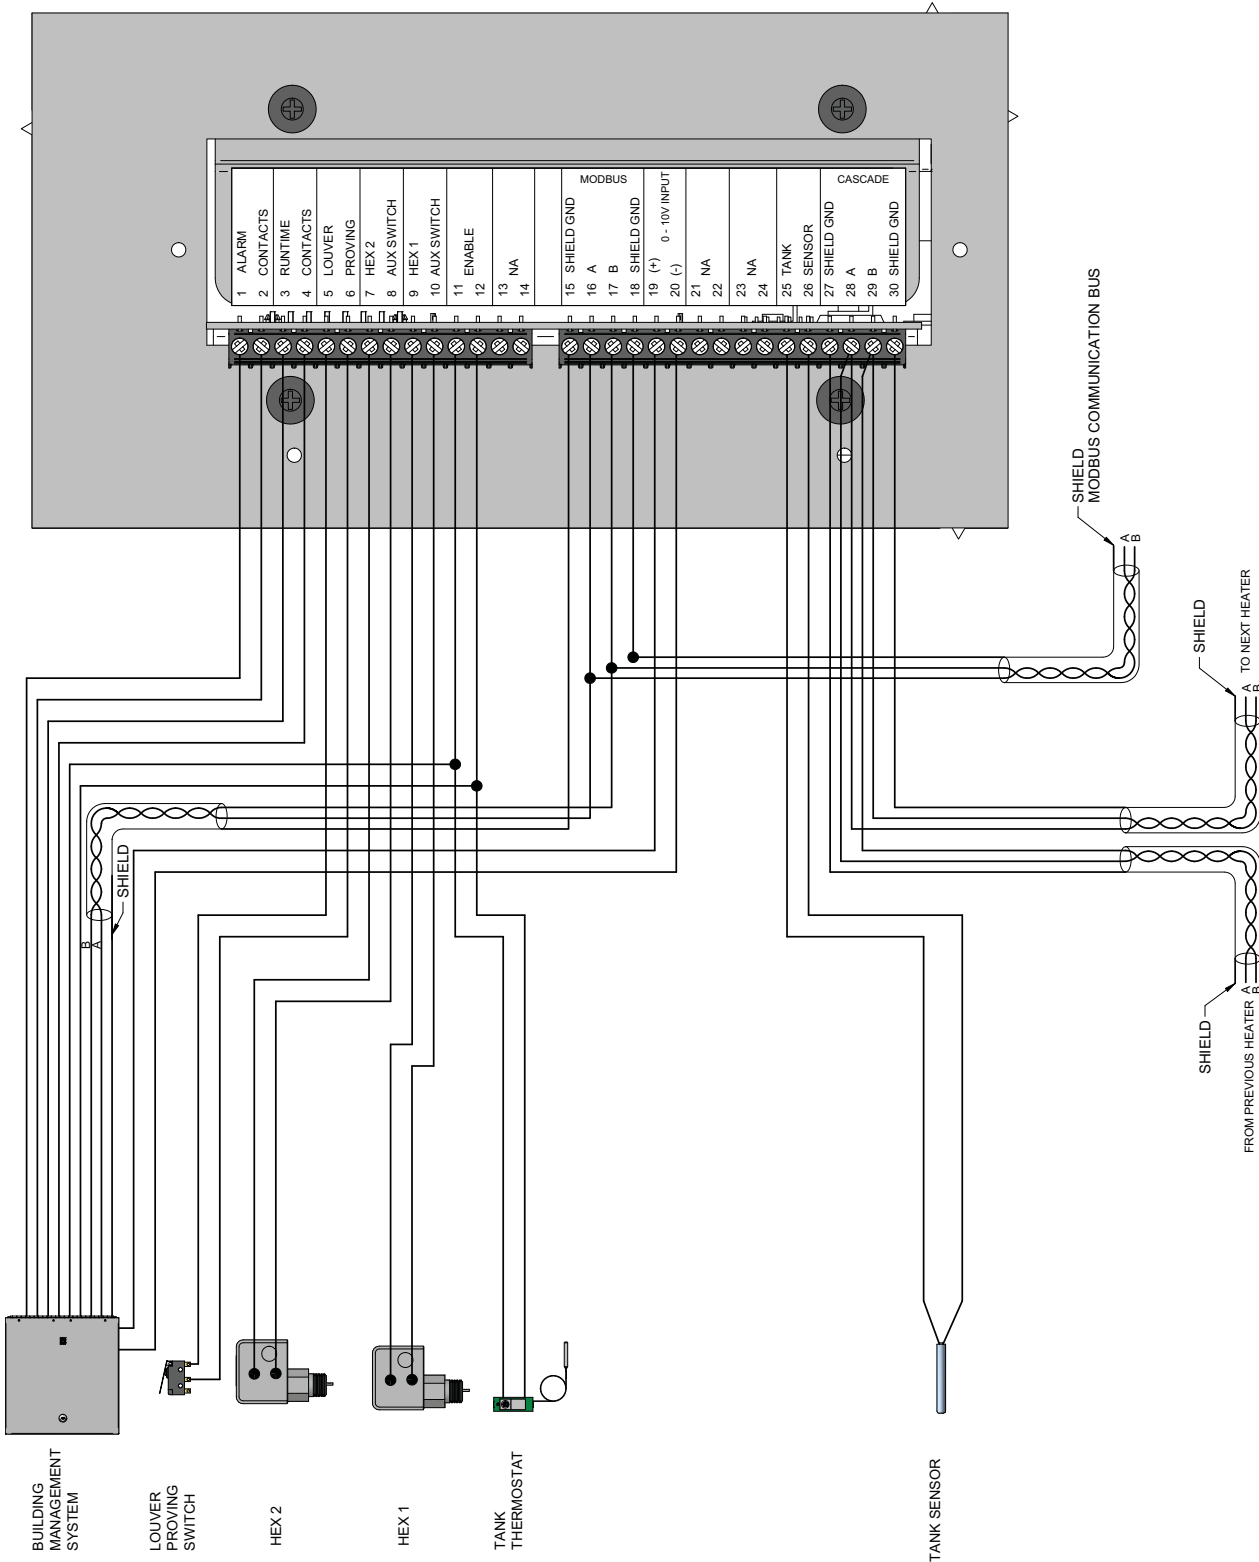 1 ALARM
2 CONTACTS
3 RUNTIME
4 CONTACTS
5 LOUVER
6 PROVING
7 HEX 2
8 AUX SWITCH
9 HEX 1
10 AUX SWITCH
11
ENABLE
12
13
NA
14
MODBUS
15 SHIELD GND
16 A
17 B
18 SHIELD GND
19 (+)
0 - 10V INPUT
20 (-)
21
NA
22
23
NA
24
25 TANK
26 SENSOR
CASCADE
27 SHIELD GND
28 A
29 B
30 SHIELD GND
SHIELD
MODBUS COMMUNICATION BUS
A
B
SHIELD
A TO NEXT HEATER
B
SHIELD
FROM PREVIOUS HEATER A
B
SHIELD
B
A
BUILDING
MANAGEMENT
SYSTEM
LOUVER
PROVING
SWITCH
HEX 2
HEX 1
TANK
THERMOSTAT
TANK SENSOR